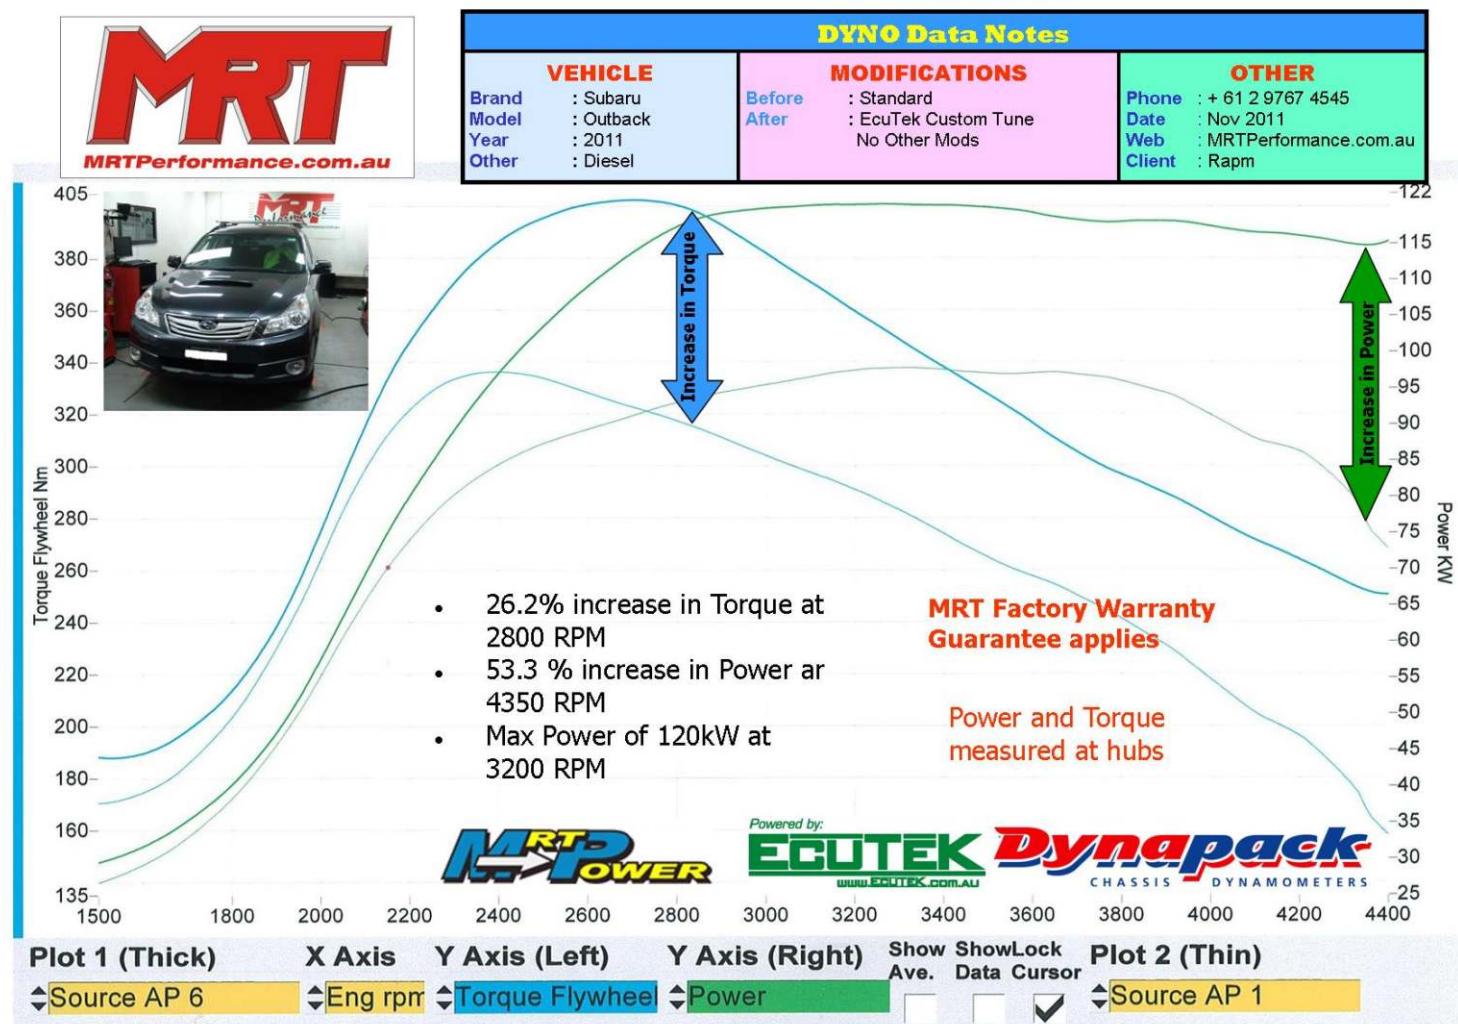 MRT
MRTPerformance.com.au
DYNO Data Notes
VEHICLE
Brand : Subaru
Model : Outback
Year : 2011
Other : Diesel
MODIFICATIONS
Before : Standard
After : EcuTek Custom Tune
No Other Mods
OTHER
Phone : + 61 2 9767 4545
Date : Nov 2011
Web : MRTPerformance.com.au
Client : Rapm
MRT
Performance
405
380
360
340
320
300
280
260
240
220
200
180
160
135
Torque Flywheel Nm
122
115
110
105
100
95
90
85
80
75
70
65
60
55
50
45
40
35
30
25
Power KW
Increase in Torque
Increase in Power
• 26.2% increase in Torque at
2800 RPM
• 53.3 % increase in Power ar
4350 RPM
• Max Power of 120kW at
3200 RPM
MRT Factory Warranty
Guarantee applies
Power and Torque
measured at hubs
MRT POWER
Powered by:
ECUTEK
www.ECUTEK.com.au
Dynapack
CHASSIS DYNAMOMETERS
1500 1800 2000 2200 2400 2600 2800 3000 3200 3400 3600 3800 4000 4200 4400
Plot 1 (Thick)
Source AP 6
X Axis
Eng rpm
Y Axis (Left)
Torque Flywheel
Y Axis (Right)
Power
Show
Ave.
Show
Data
Lock
Cursor
Plot 2 (Thin)
Source AP 1